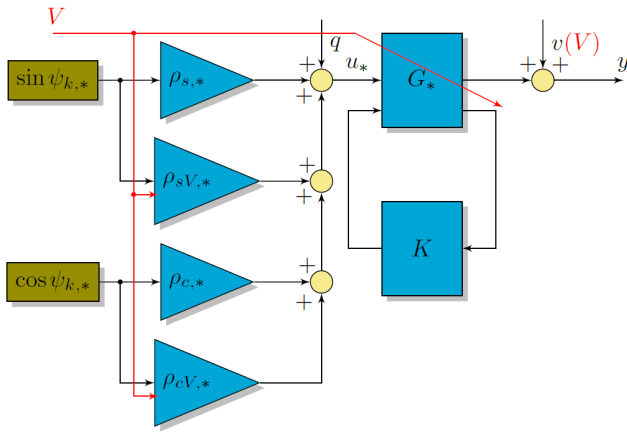 V
q
v(V)
sin ψ_{k,*}
ρ_{s,*}
+
+
u_*
G_*
+ +
y
ρ_{sV,*}
+
+
cos ψ_{k,*}
ρ_{c,*}
+
+
K
ρ_{cV,*}